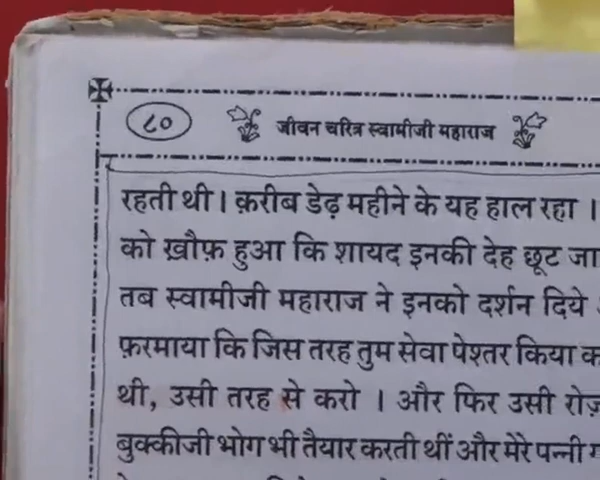 ८०
जीवन चरित्र स्वामीजी महाराज
रहती थी। क़रीब डेढ़ महीने के यह हाल रहा ।
को ख़ौफ़ हुआ कि शायद इनकी देह छूट जा
तब स्वामीजी महाराज ने इनको दर्शन दिये
फ़रमाया कि जिस तरह तुम सेवा पेश्तर किया क
थी, उसी तरह से करो । और फिर उसी रोज़
बुक्कीजी भोग भी तैयार करती थीं और मेरे पन्नी ग